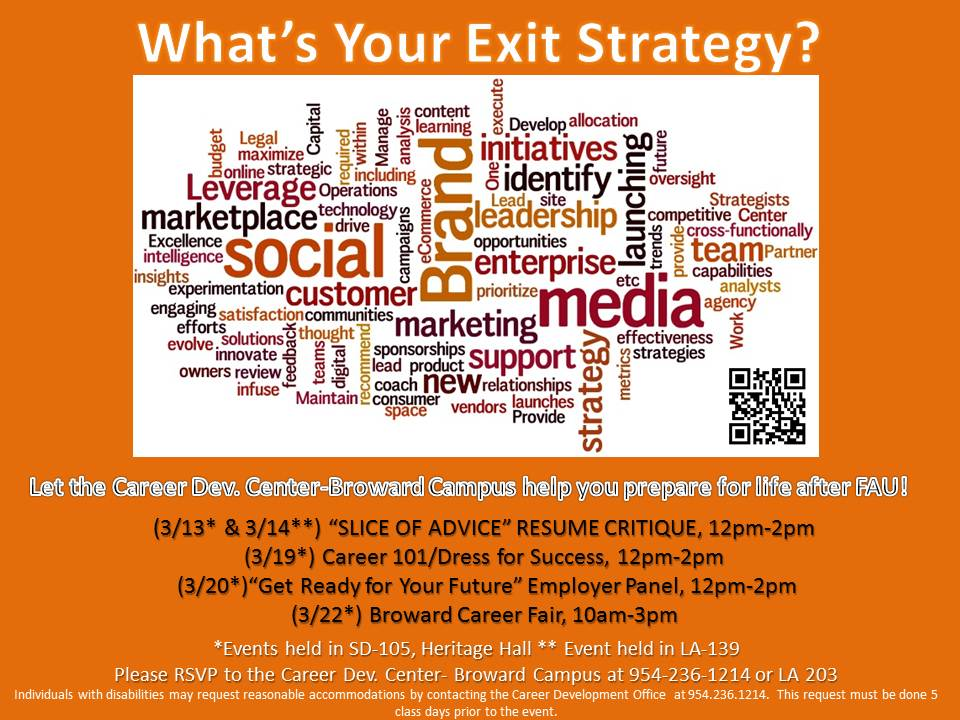 What's Your Exit Strategy?
budget
Legal
Capital
required
within
Manage
analysis
content
learning
execute
Develop
allocation
maximize
online
strategic
including
initiatives
One
identify
launching
future
oversight
Leverage
Operations
Brand
Lead
site
Strategists
marketplace
technology
drive
campaigns
eCommerce
leadership
competitive
Center
Excellence
intelligence
social
opportunities
trends
provide
cross-functionally
team
Partner
insights
enterprise
etc
capabilities
experimentation
customer
prioritize
media
analysts
agency
engaging
satisfaction
communities
marketing
Work
efforts
solutions
feedback
thought
recommend
sponsorships
support
strategy
effectiveness
evolve
innovate
teams
digital
lead
product
metrics
strategies
owners
review
coach
new
relationships
infuse
Maintain
consumer
space
vendors
launches
Provide
Let the Career Dev. Center-Broward Campus help you prepare for life after FAU!
(3/13* & 3/14**) “SLICE OF ADVICE” RESUME CRITIQUE, 12pm-2pm
(3/19*) Career 101/Dress for Success, 12pm-2pm
(3/20*)“Get Ready for Your Future” Employer Panel, 12pm-2pm
(3/22*) Broward Career Fair, 10am-3pm
*Events held in SD-105, Heritage Hall ** Event held in LA-139
Please RSVP to the Career Dev. Center- Broward Campus at 954-236-1214 or LA 203
Individuals with disabilities may request reasonable accommodations by contacting the Career Development Office at 954.236.1214. This request must be done 5
class days prior to the event.